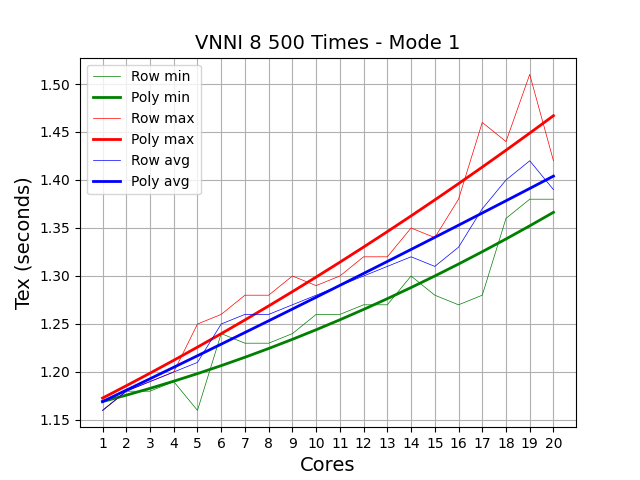 VNNI 8 500 Times - Mode 1
Row min
Poly min
Row max
Poly max
Row avg
Poly avg
Tex (seconds)
1.50
1.45
1.40
1.35
1.30
1.25
1.20
1.15
1 2 3 4 5 6 7 8 9 10 11 12 13 14 15 16 17 18 19 20
Cores